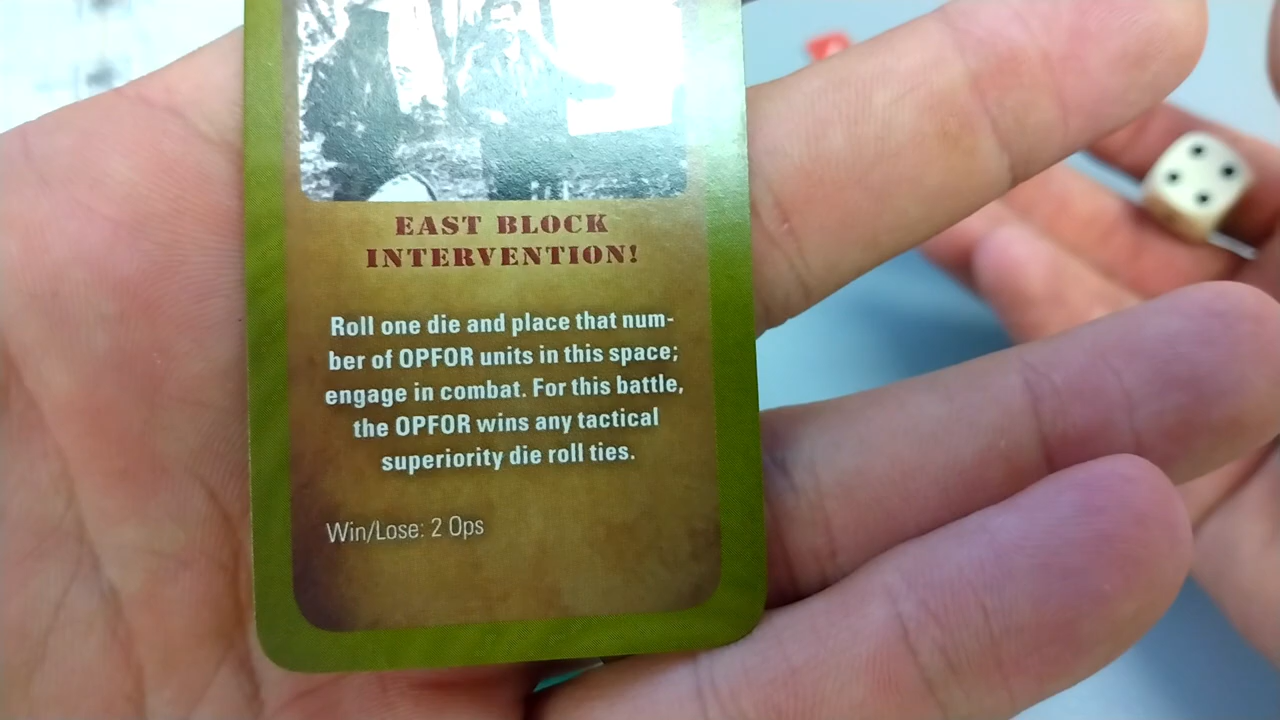 EAST BLOCK
INTERVENTION!
Roll one die and place that num-
ber of OPFOR units in this space;
engage in combat. For this battle,
the OPFOR wins any tactical
superiority die roll ties.
Win/Lose: 2 Ops